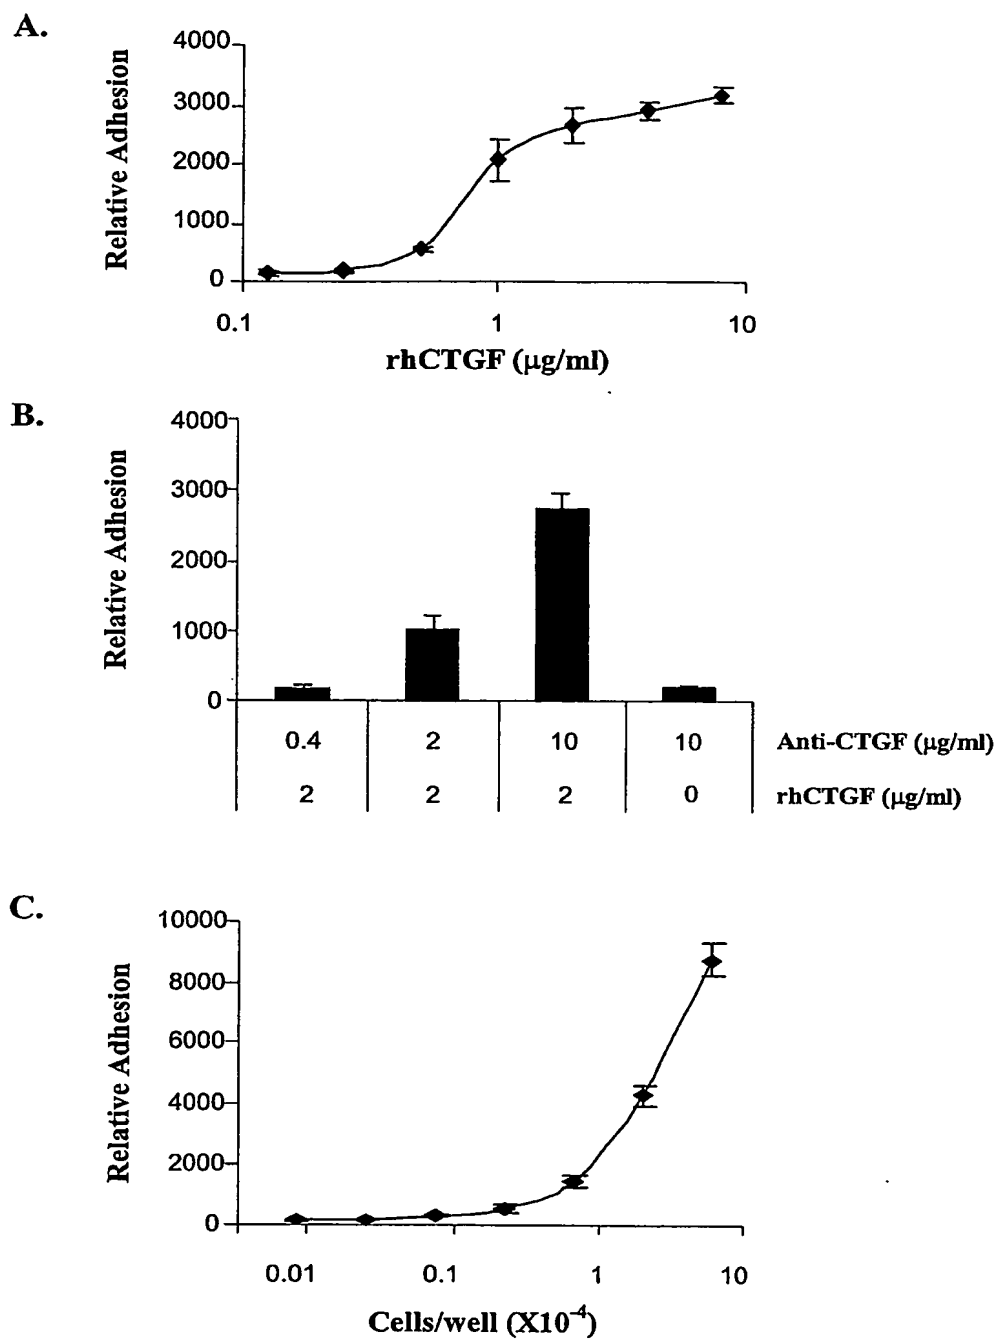 A.
4000
3000
2000
1000
0
Relative Adhesion
0.1 1 10
rhCTGF (µg/ml)
B.
4000
3000
2000
1000
0
Relative Adhesion
0.4 2 10 10 Anti-CTGF (µg/ml)
2 2 2 0 rhCTGF (µg/ml)
C.
10000
8000
6000
4000
2000
0
Relative Adhesion
0.01 0.1 1 10
Cells/well (X10⁻⁴)